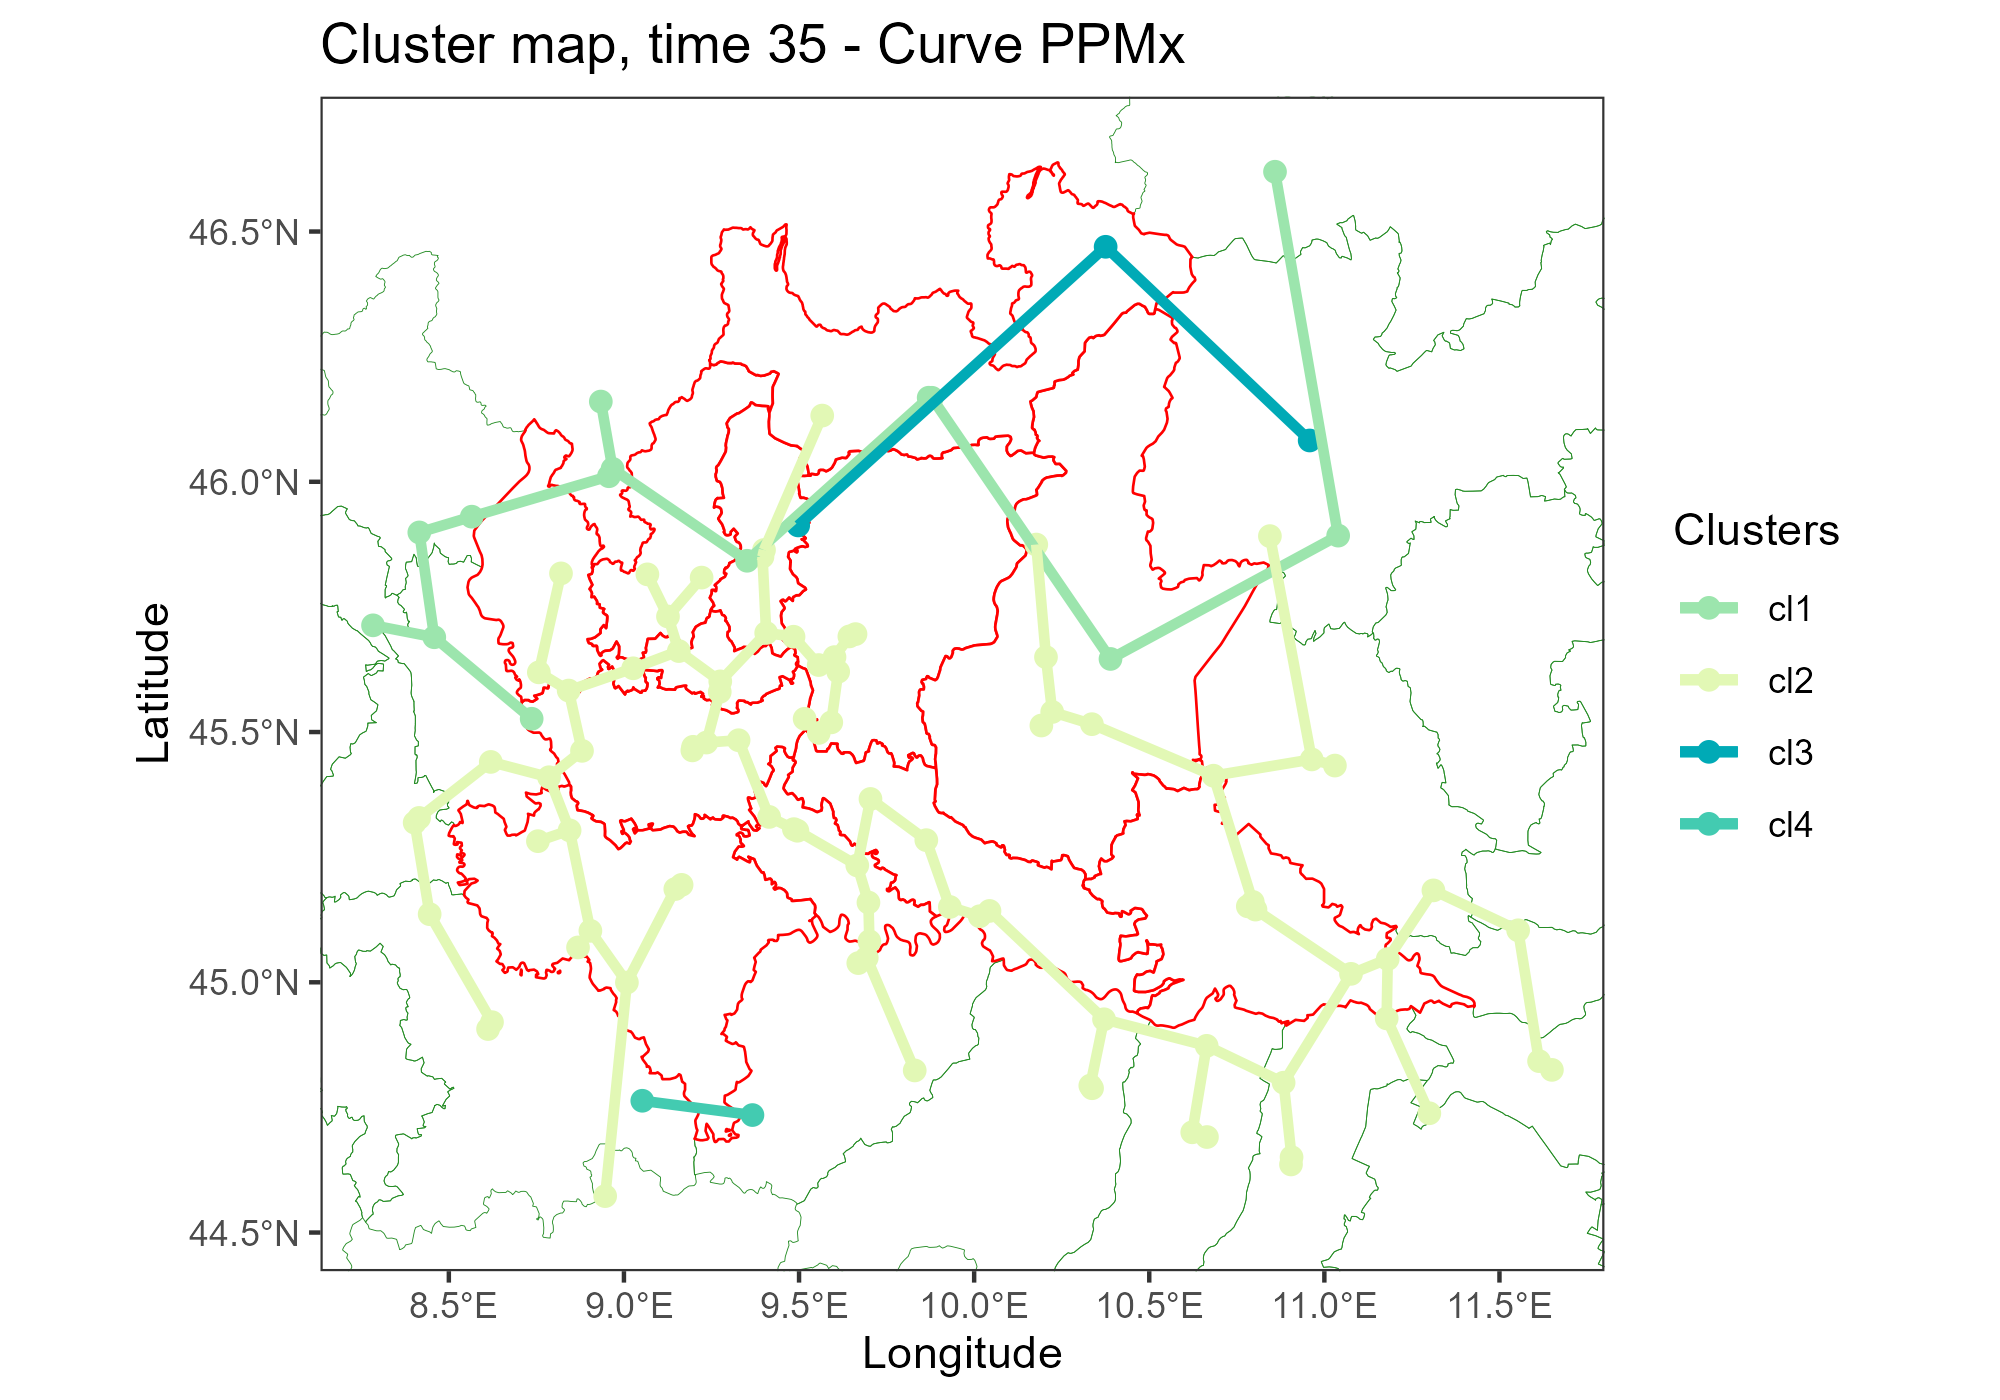 Cluster map, time 35 - Curve PPMx
46.5°N
46.0°N
45.5°N
45.0°N
44.5°N
Latitude
8.5°E 9.0°E 9.5°E 10.0°E 10.5°E 11.0°E 11.5°E
Longitude
Clusters
cl1
cl2
cl3
cl4